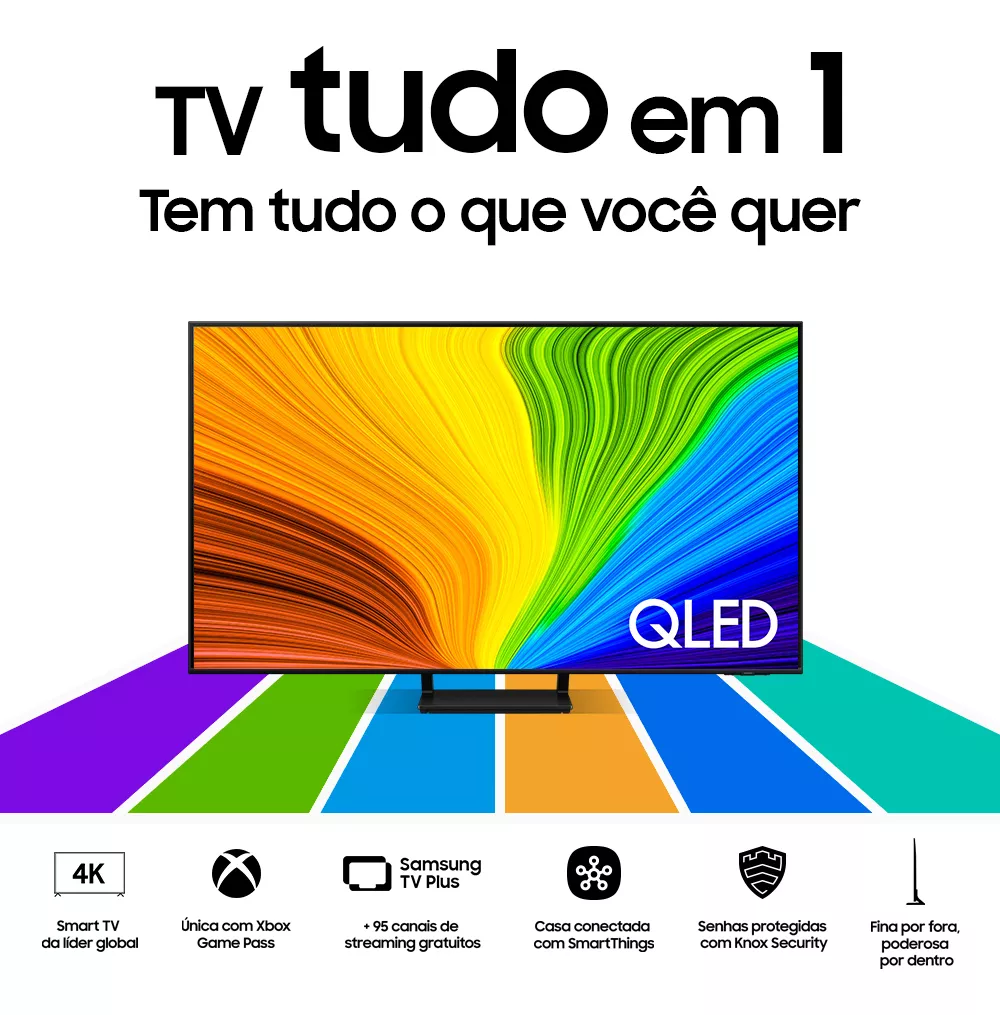 TV tudo em 1
Tem tudo o que você quer
QLED
4K
Smart TV
da líder global
Única com Xbox
Game Pass
Samsung
TV Plus
+ 95 canais de
streaming gratuitos
Casa conectada
com SmartThings
Senhas protegidas
com Knox Security
Fina por fora,
poderosa
por dentro